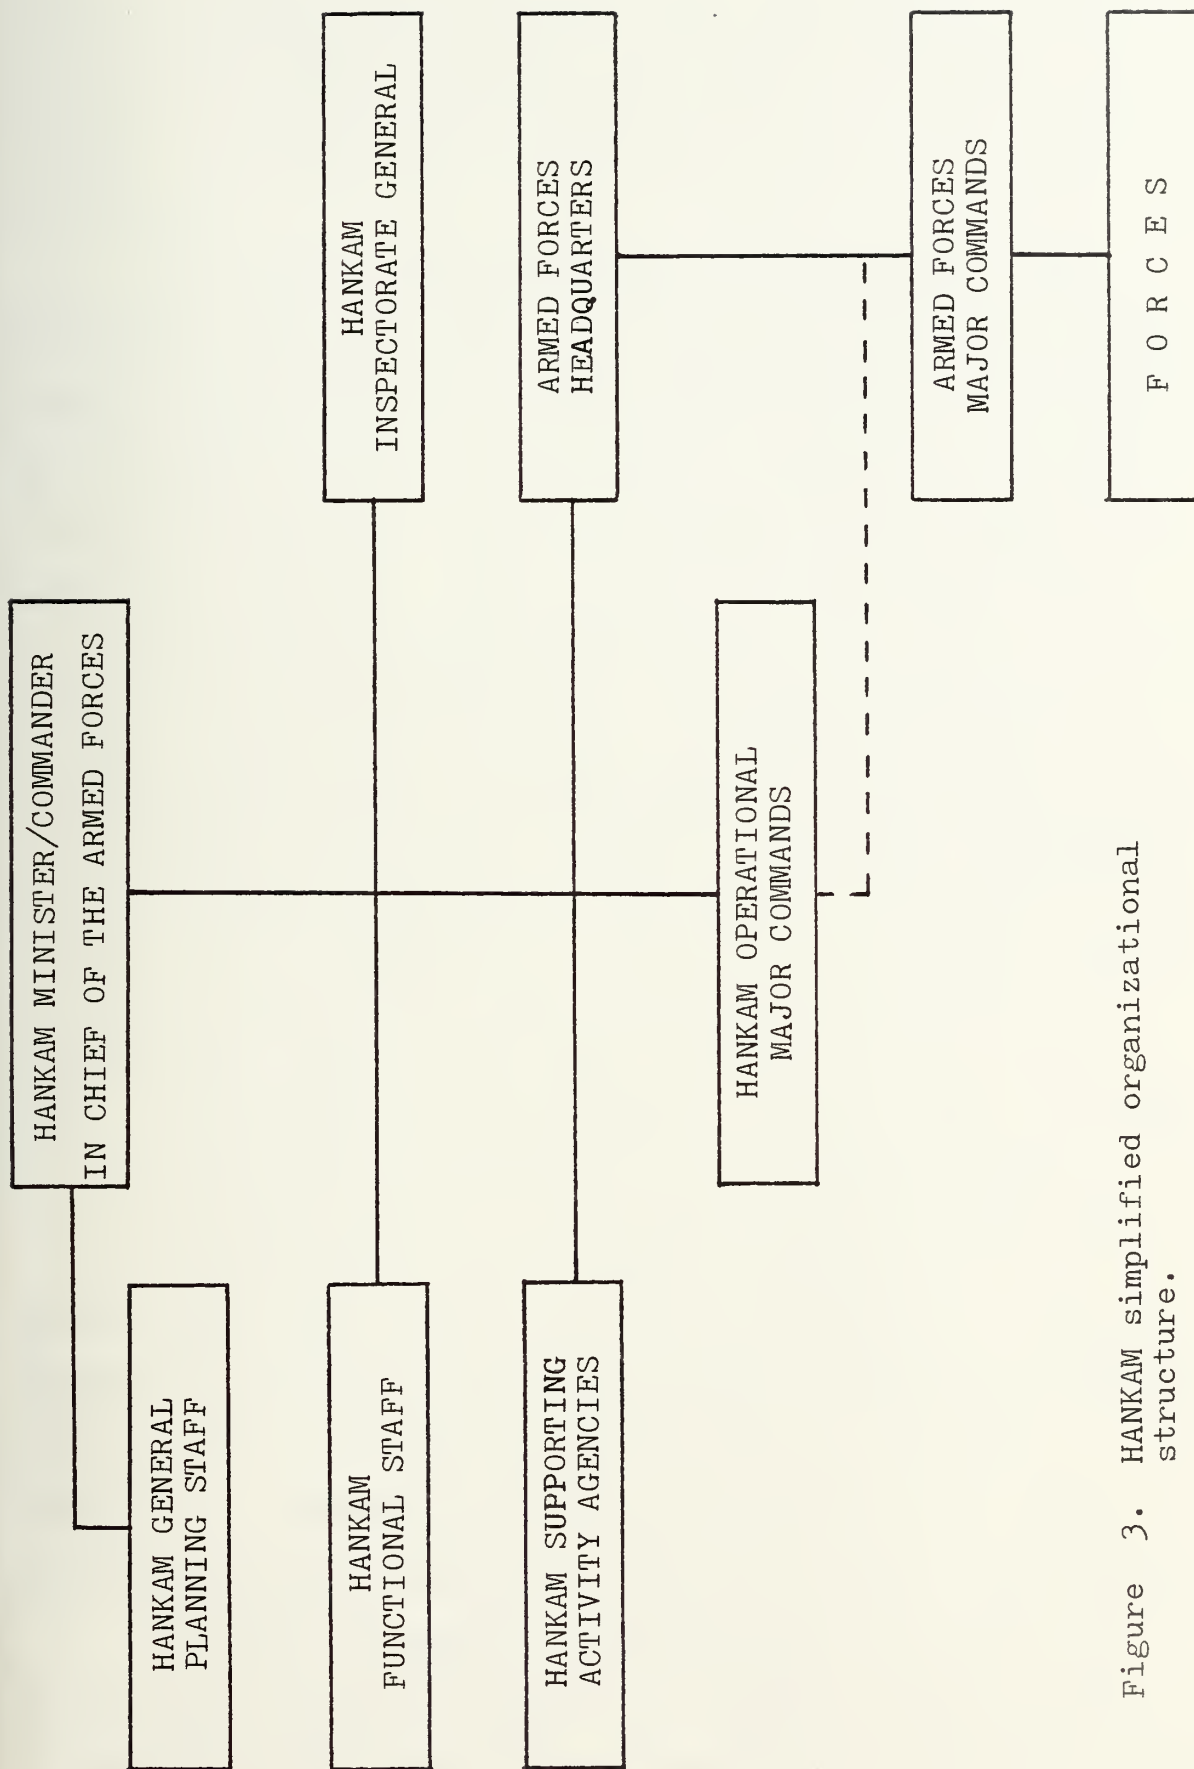 HANKAM MINISTER/COMMANDER
IN CHIEF OF THE ARMED FORCES
HANKAM GENERAL
PLANNING STAFF
HANKAM
FUNCTIONAL STAFF
HANKAM
INSPECTORATE GENERAL
HANKAM SUPPORTING
ACTIVITY AGENCIES
ARMED FORCES
HEADQUARTERS
HANKAM OPERATIONAL
MAJOR COMMANDS
ARMED FORCES
MAJOR COMMANDS
F O R C E S
Figure 3. HANKAM simplified organizational
structure.